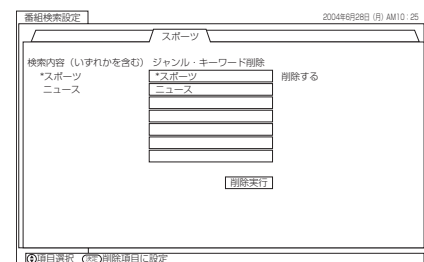 番組検索設定 2004年6月28日 (月) AM10:25
スポーツ
検索内容（いずれかを含む） ジャンル・キーワード削除
*スポーツ *スポーツ 削除する
ニュース ニュース
削除実行
項目選択 決定 削除項目に設定